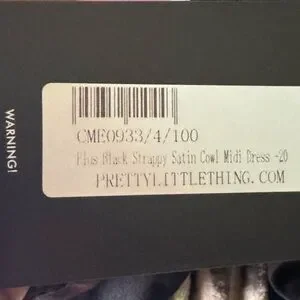 WARNING!
CME0933/4/100
Plus Black Strappy Satin Cowl Midi Dress -20
PRETTYLITTLETHING.COM